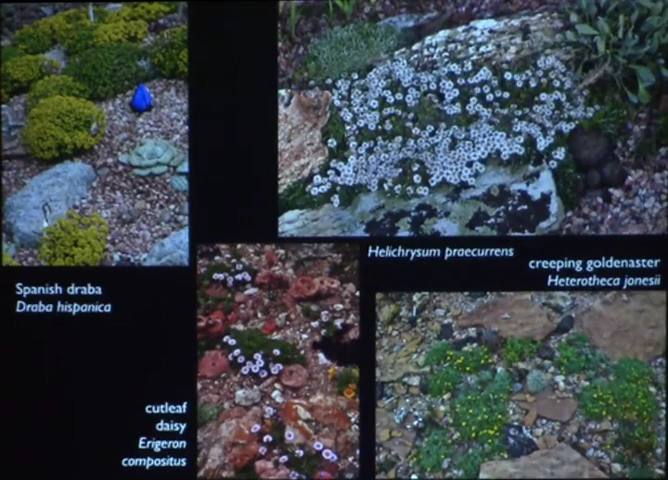 Helichrysum praecurrens
creeping goldenaster
Heterotheca jonesii
Spanish draba
Draba hispanica
cutleaf
daisy
Erigeron
compositus